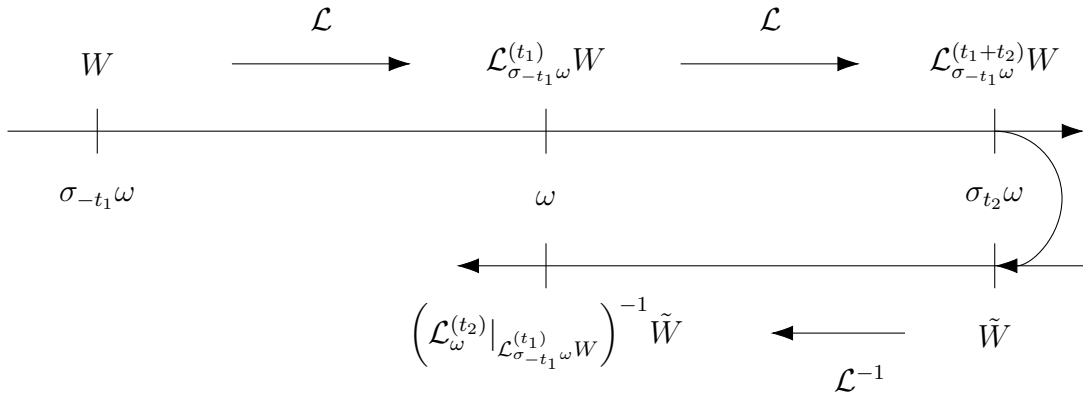 ℒ ℒ
W ℒ_{σ_{-t_1}ω}^{(t_1)}W ℒ_{σ_{-t_1}ω}^{(t_1+t_2)}W
σ_{-t_1}ω ω σ_{t_2}ω
(ℒ_ω^{(t_2)}|_{ℒ_{σ_{-t_1}ω}^{(t_1)}W})^{-1}W̃ W̃
ℒ^{-1}